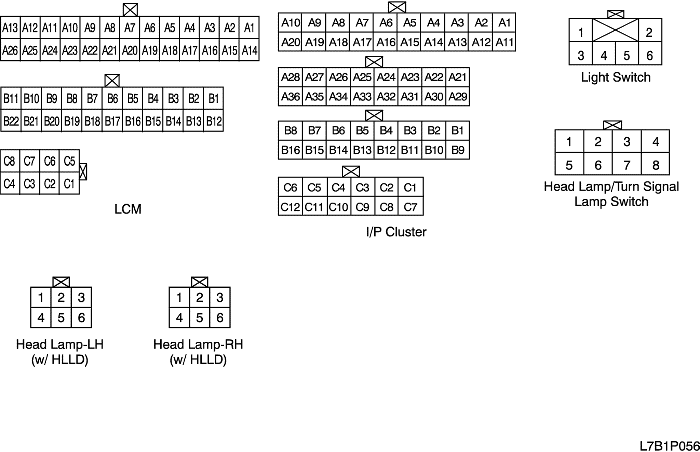 A13 A12 A11 A10 A9 A8 A7 A6 A5 A4 A3 A2 A1
A26 A25 A24 A23 A22 A21 A20 A19 A18 A17 A16 A15 A14
B11 B10 B9 B8 B7 B6 B5 B4 B3 B2 B1
B22 B21 B20 B19 B18 B17 B16 B15 B14 B13 B12
C8 C7 C6 C5
C4 C3 C2 C1
LCM
A10 A9 A8 A7 A6 A5 A4 A3 A2 A1
A20 A19 A18 A17 A16 A15 A14 A13 A12 A11
A28 A27 A26 A25 A24 A23 A22 A21
A36 A35 A34 A33 A32 A31 A30 A29
B8 B7 B6 B5 B4 B3 B2 B1
B16 B15 B14 B13 B12 B11 B10 B9
C6 C5 C4 C3 C2 C1
C12 C11 C10 C9 C8 C7
I/P Cluster
1 2
3 4 5 6
Light Switch
1 2 3 4
5 6 7 8
Head Lamp/Turn Signal
Lamp Switch
1 2 3
4 5 6
Head Lamp-LH
(w/ HLLD)
1 2 3
4 5 6
Head Lamp-RH
(w/ HLLD)
L7B1P056